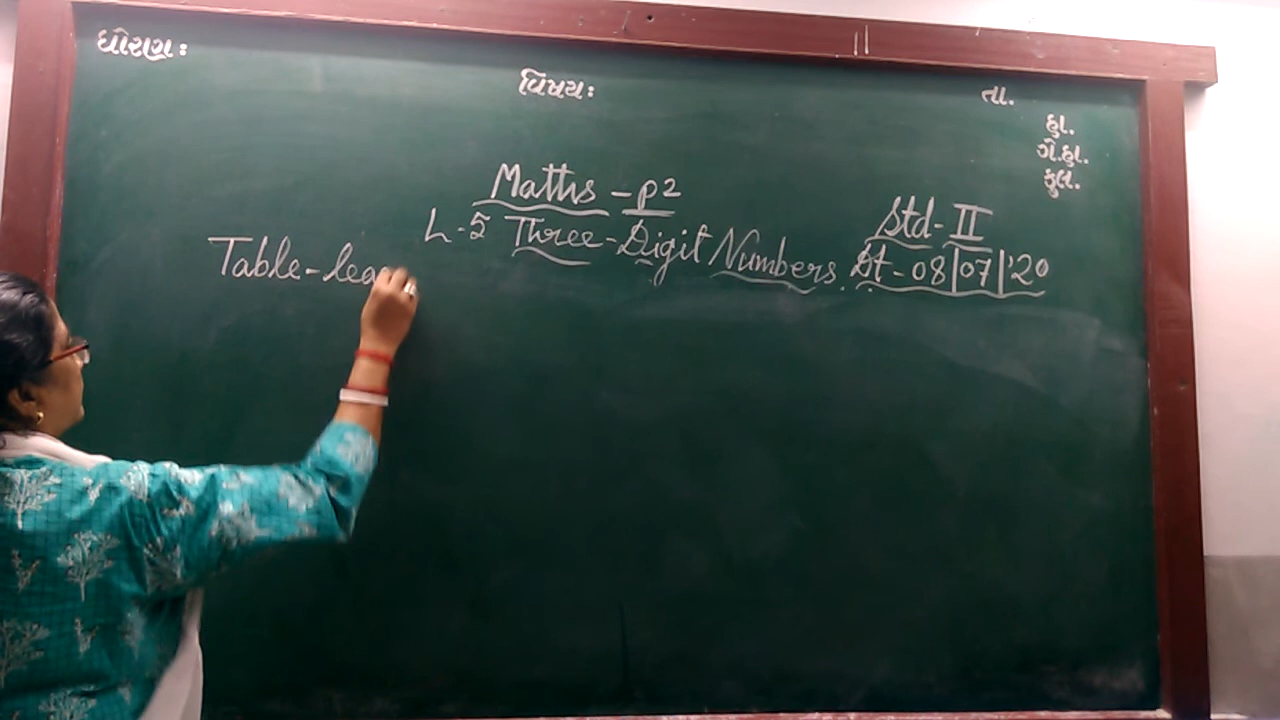 ધોરણ:
વિષય:
તા.
હા.
ગે.હા.
કુલ.
Maths - P2
Std - II
L-5 Three-Digit Numbers.
Dt - 08|07|'20
Table - lea